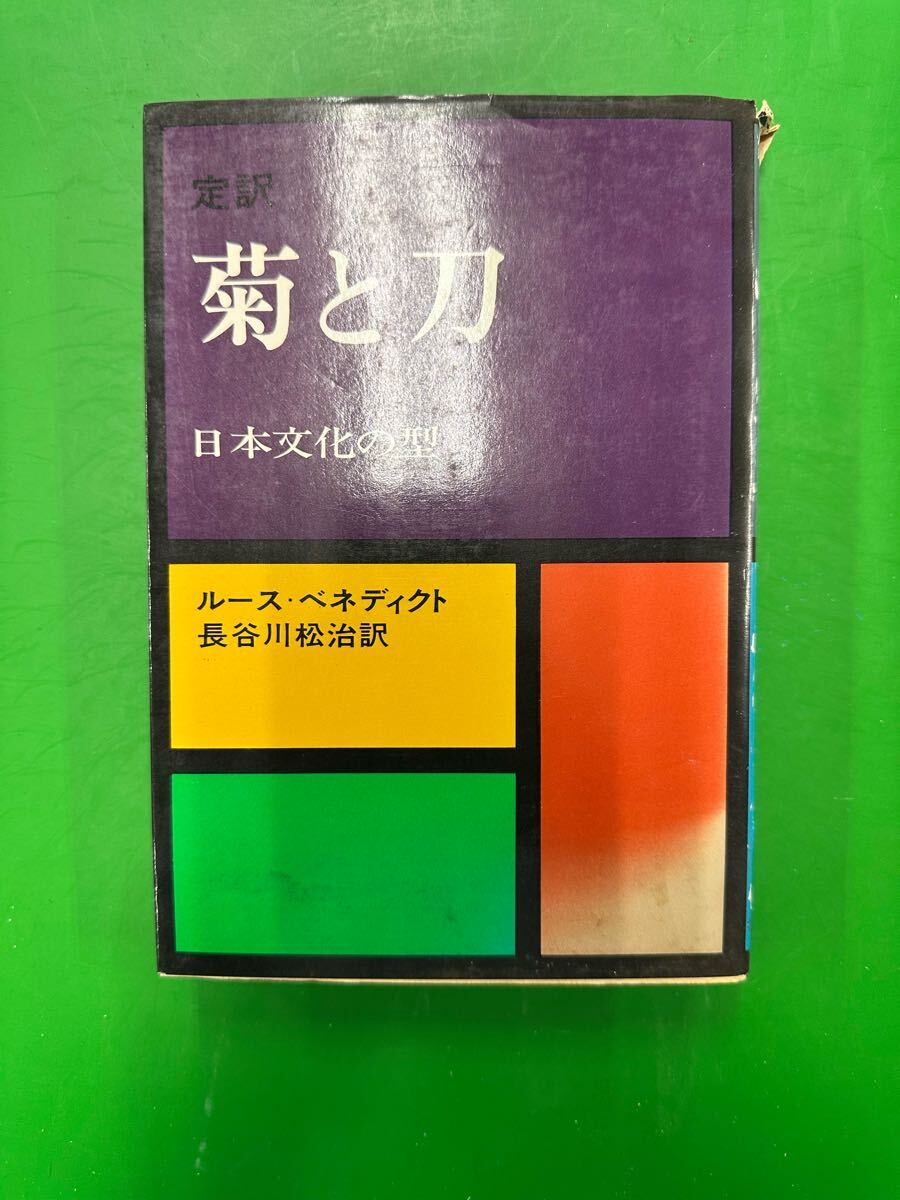 定訳
菊と刀
日本文化の型
ルース・ベネディクト
長谷川松治訳